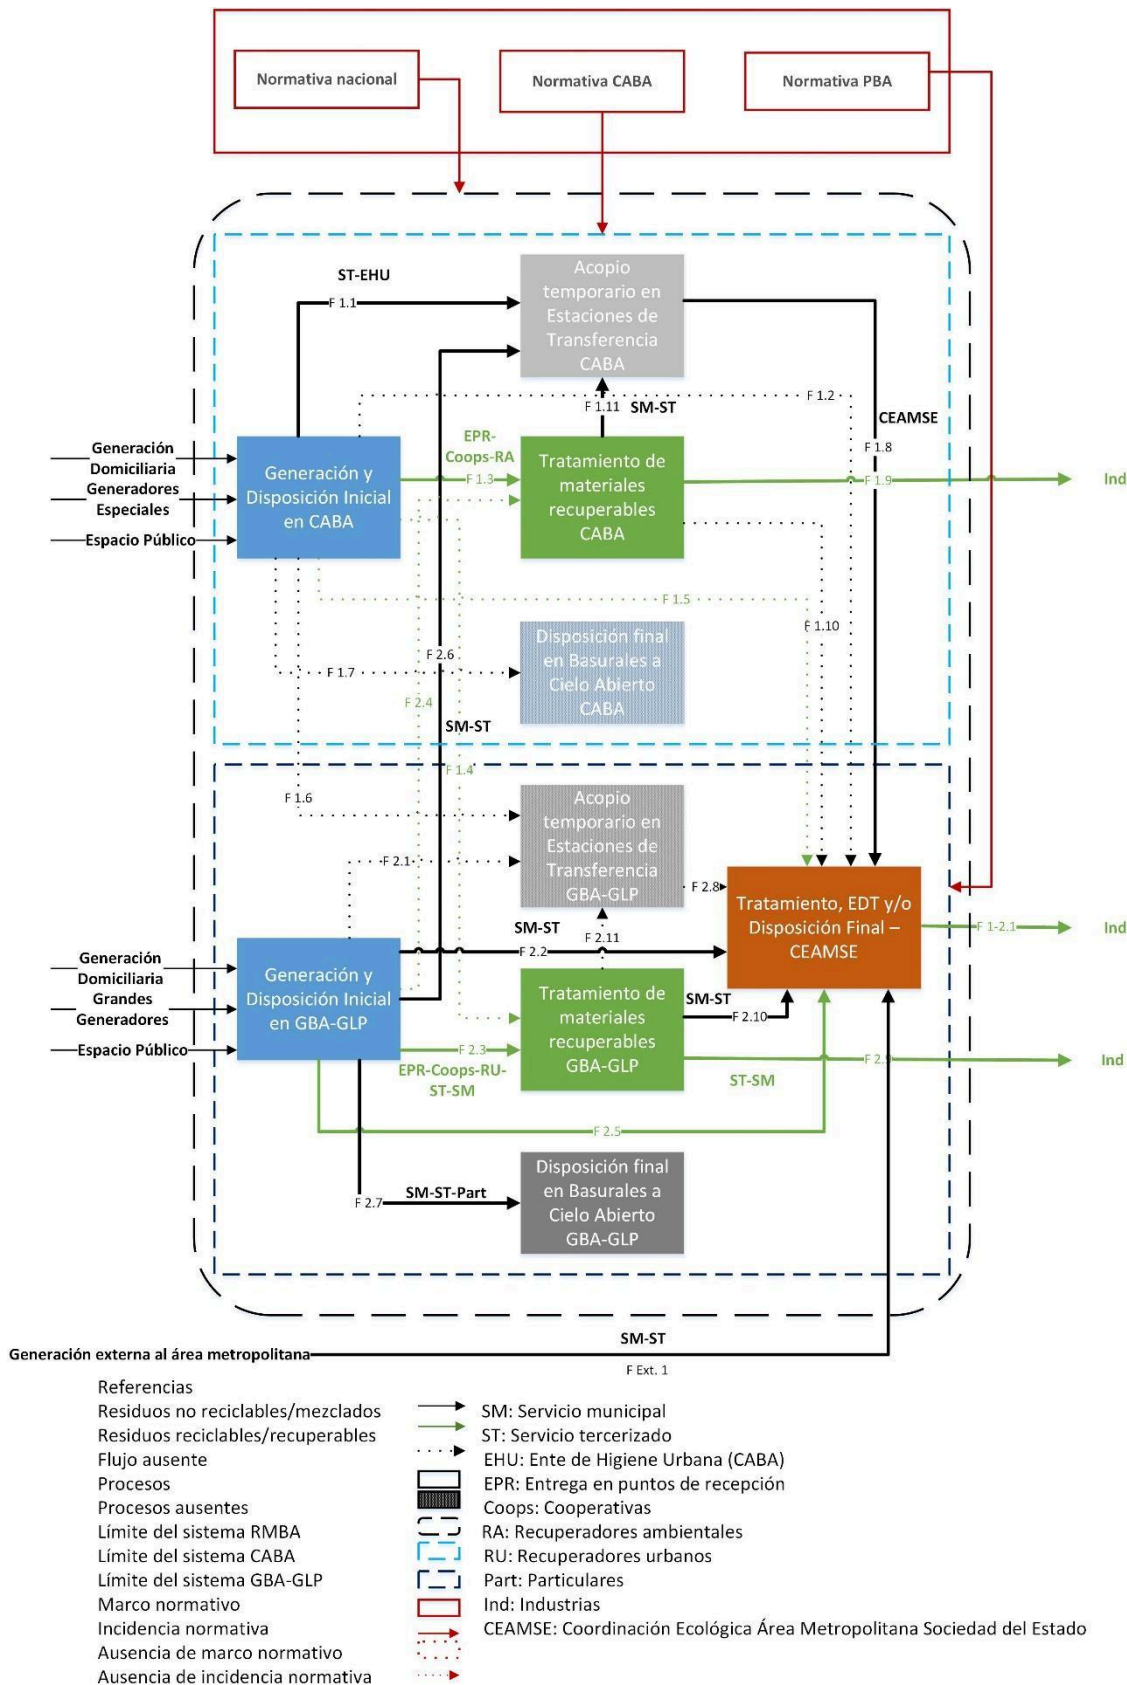 Normativa nacional
Normativa CABA
Normativa PBA
ST-EHU
F 1.1
Acopio
temporario en
Estaciones de
Transferencia
CABA
F 1.2
F 1.11
SM-ST
CEAMSE
F 1.8
Generación
Domiciliaria
Generadores
Especiales
Espacio Público
Generación y
Disposición Inicial
en CABA
EPR-
Coops-RA
F 1.3
Tratamiento de
materiales
recuperables
CABA
F 1.9
Ind
F 1.5
F 1.10
F 1.7
Disposición final
en Basurales a
Cielo Abierto
CABA
F 2.6
F 2.4
SM-ST
F 1.4
F 1.6
Acopio
temporario en
Estaciones de
Transferencia
GBA-GLP
F 2.1
F 2.8
Tratamiento, EDT y/o
Disposición Final –
CEAMSE
F 1-2.1
Ind
SM-ST
F 2.2
F 2.11
Generación
Domiciliaria
Grandes
Generadores
Espacio Público
Generación y
Disposición Inicial
en GBA-GLP
F 2.3
EPR-Coops-RU-
ST-SM
Tratamiento de
materiales
recuperables
GBA-GLP
SM-ST
F 2.10
ST-SM
Ind
F 2.5
F 2.7
SM-ST-Part
Disposición final
en Basurales a
Cielo Abierto
GBA-GLP
SM-ST
Generación externa al área metropolitana
F Ext. 1
Referencias
Residuos no reciclables/mezclados
SM: Servicio municipal
Residuos reciclables/recuperables
ST: Servicio tercerizado
Flujo ausente
EHU: Ente de Higiene Urbana (CABA)
Procesos
EPR: Entrega en puntos de recepción
Procesos ausentes
Coops: Cooperativas
Límite del sistema RMBA
RA: Recuperadores ambientales
Límite del sistema CABA
RU: Recuperadores urbanos
Límite del sistema GBA-GLP
Part: Particulares
Marco normativo
Ind: Industrias
Incidencia normativa
CEAMSE: Coordinación Ecológica Área Metropolitana Sociedad del Estado
Ausencia de marco normativo
Ausencia de incidencia normativa